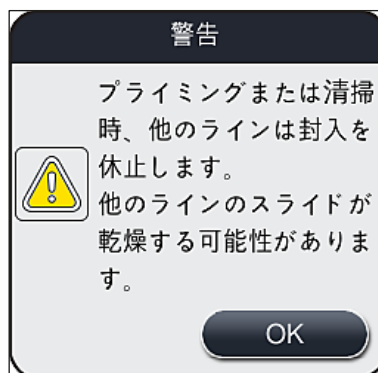 警告
プライミングまたは清掃
時、他のラインは封入を
休止します。
他のラインのスライドが
乾燥する可能性がありま
す。
OK